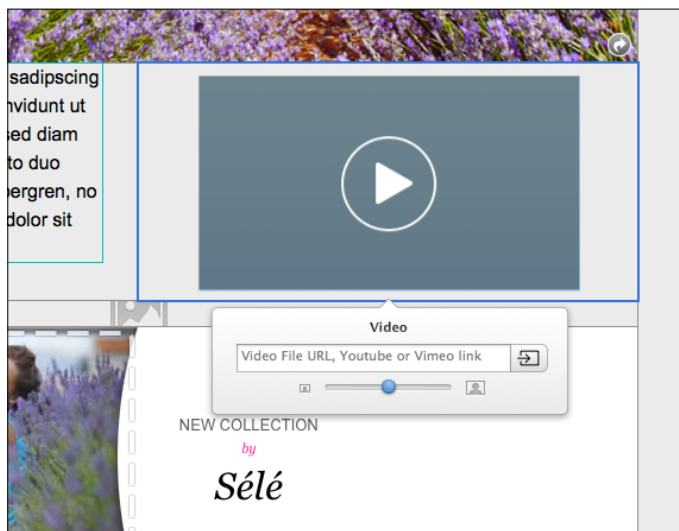 sadipscing
nvidunt ut
sed diam
to duo
bergren, no
dolor sit
Video
Video File URL, Youtube or Vimeo link
NEW COLLECTION
by
Sélé